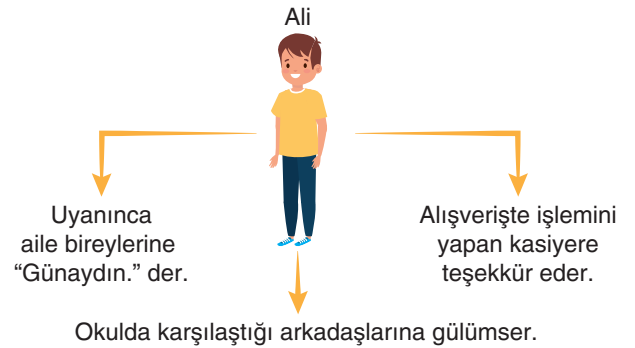 Ali
Uyanınca
aile bireylerine
“Günaydın.” der.
Alışverişte işlemini
yapan kasiyere
teşekkür eder.
Okulda karşılaştığı arkadaşlarına gülümser.